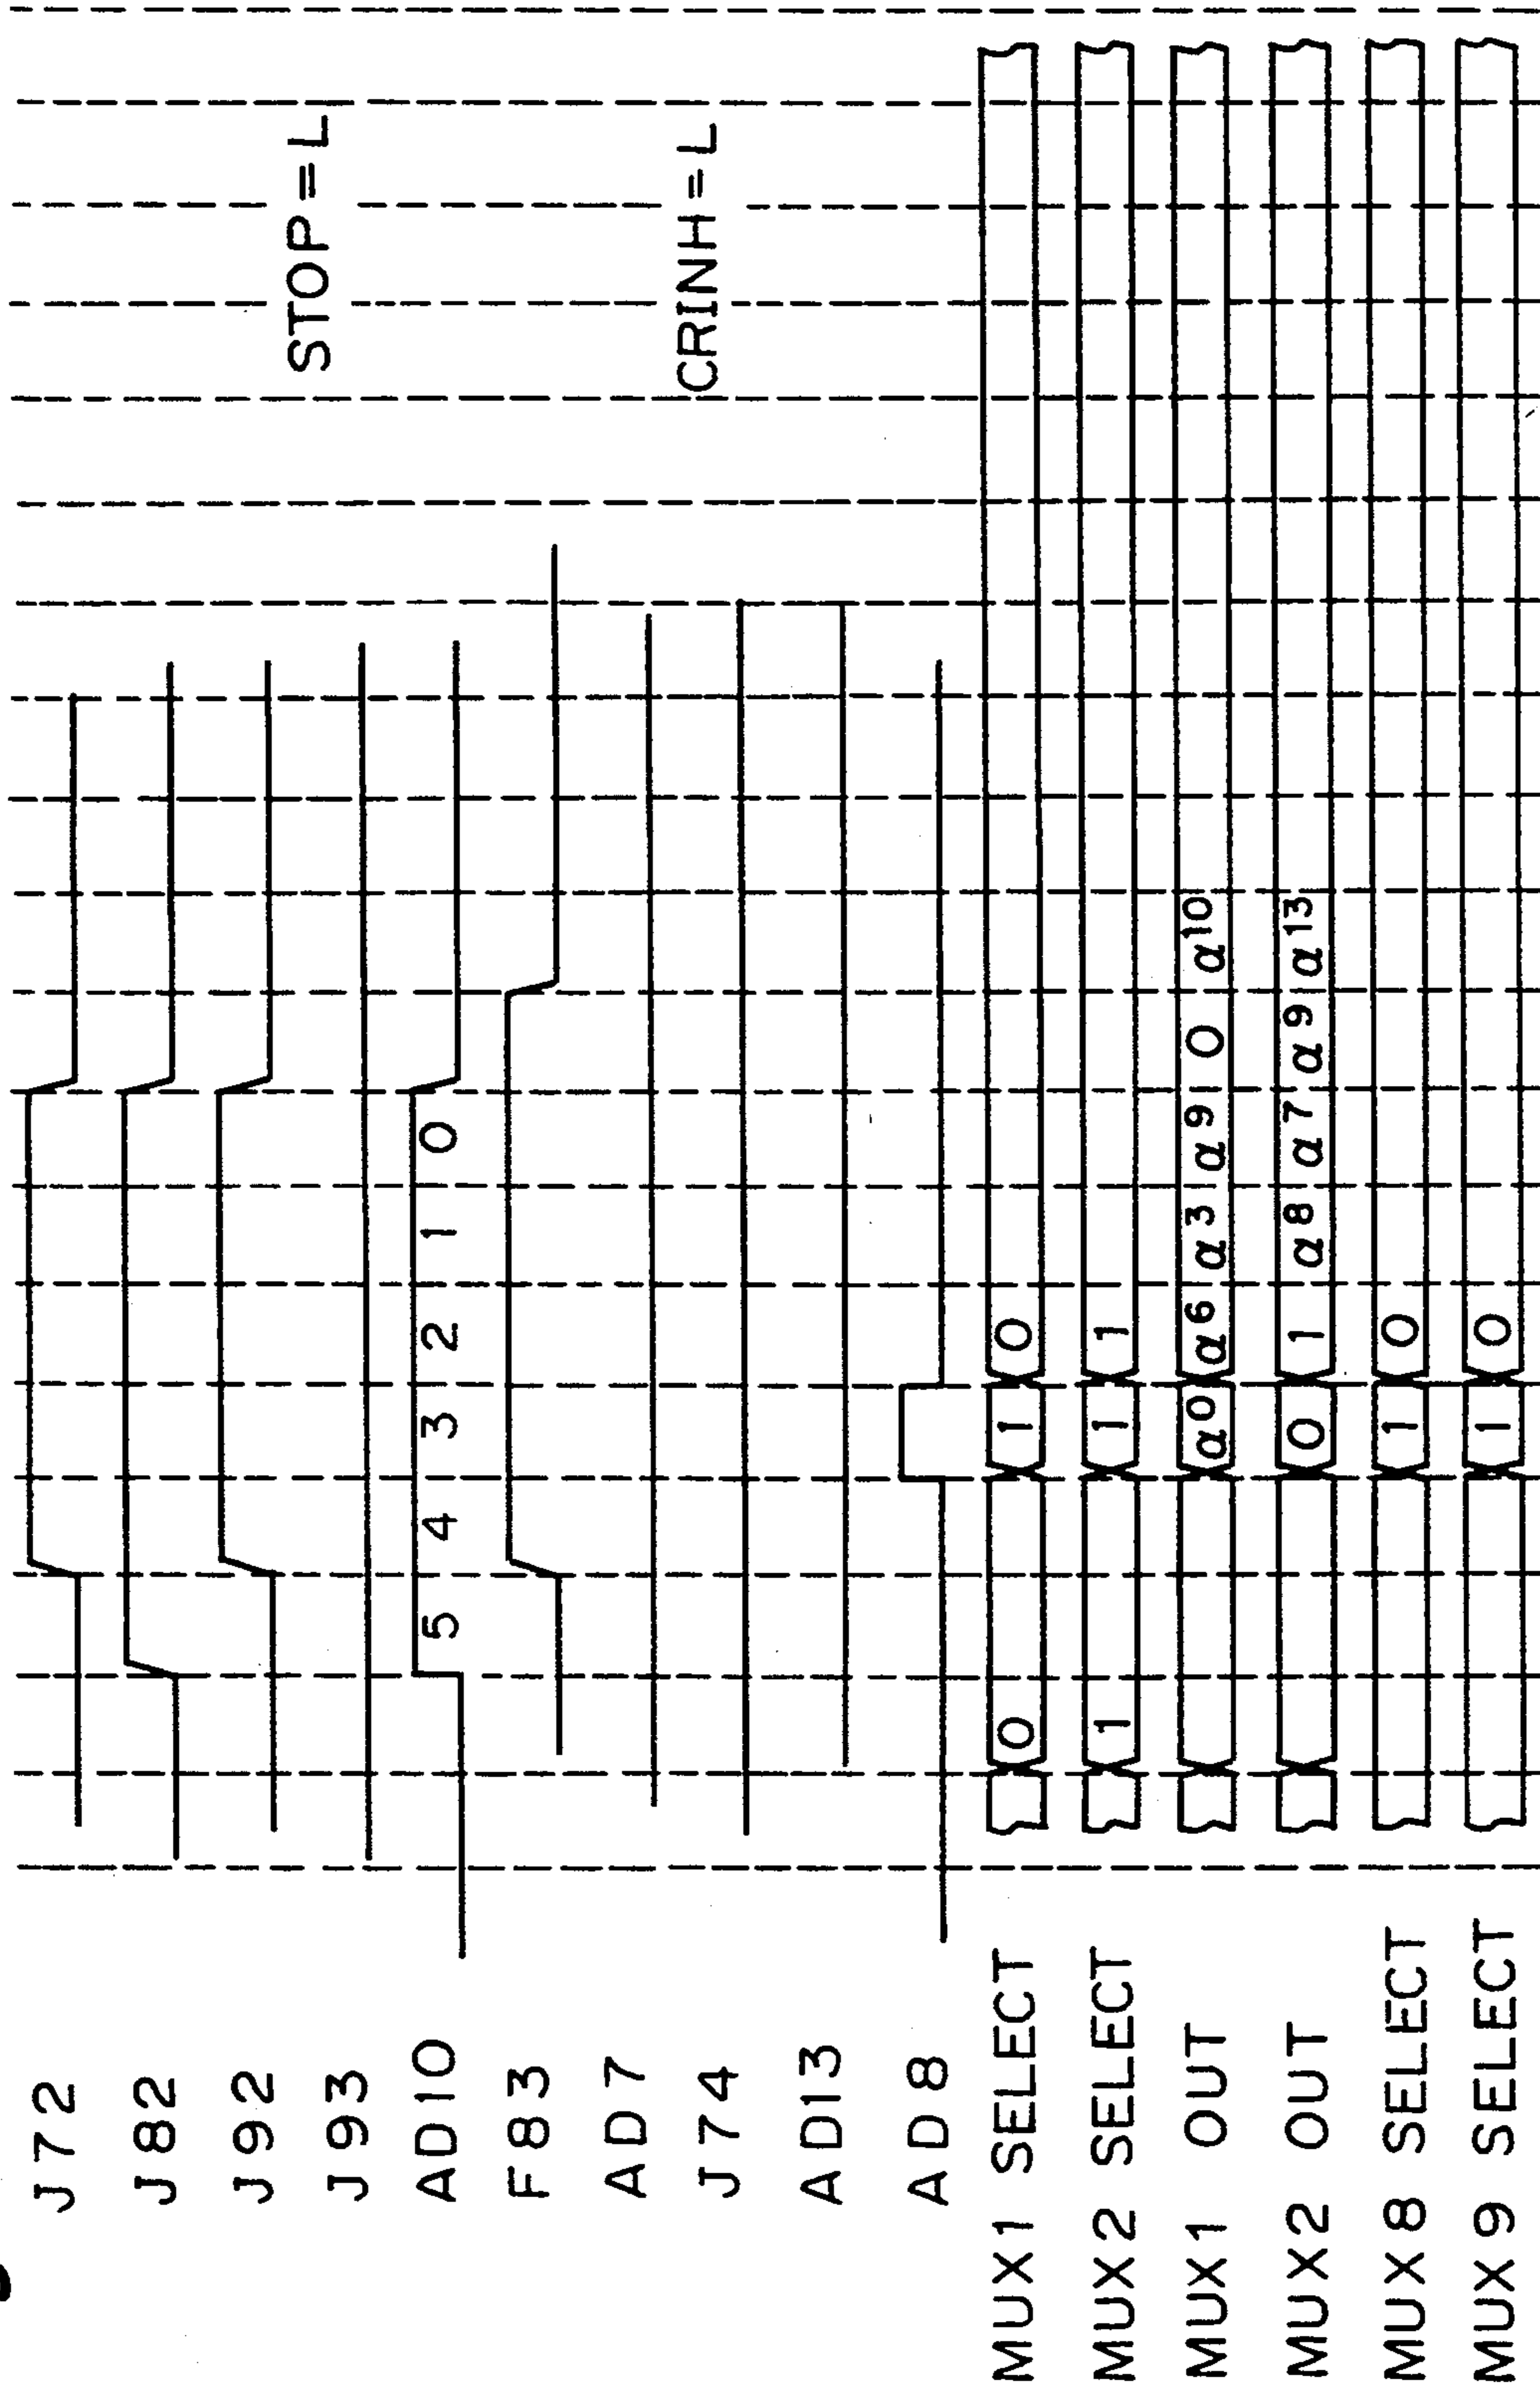 J72
J82
J92
J93
AD10 5 4 3 2 1 0
F83
AD7
J74
AD13
AD8
STOP=L
CRINH=L
MUX1 SELECT 0 1 0
MUX2 SELECT 1 1 1
MUX1 OUT α⁰ α⁶ α³ α⁹ 0 α¹⁰
MUX2 OUT 0 1 α⁸ α⁷ α⁹ α¹³
MUX8 SELECT 1 0
MUX9 SELECT 1 0